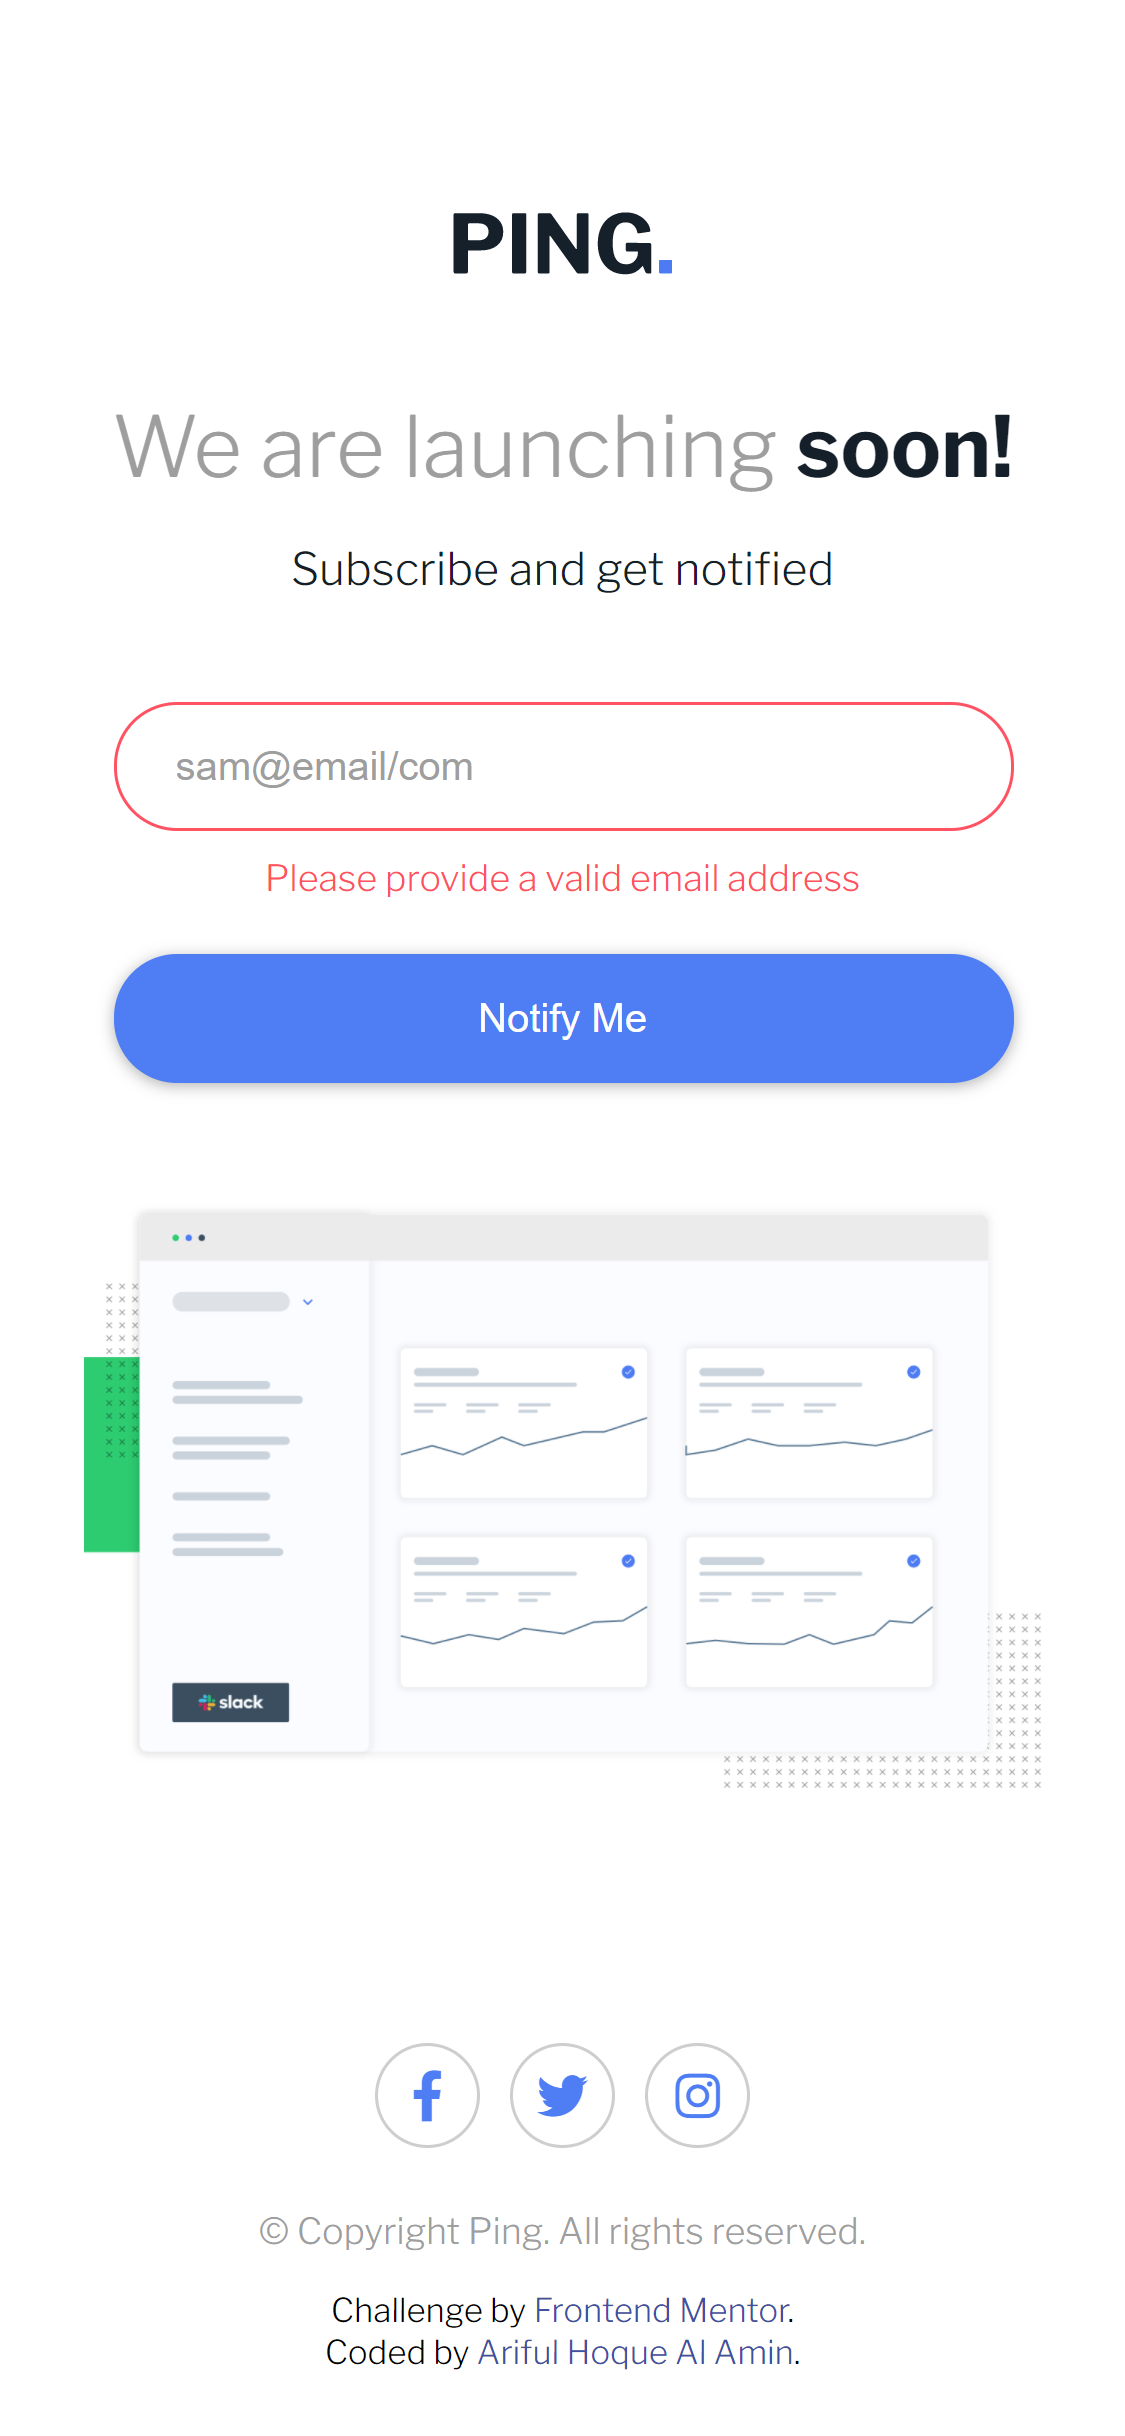 PING.
We are launching soon!
Subscribe and get notified
sam@email/com
Please provide a valid email address
Notify Me
slack
© Copyright Ping. All rights reserved.
Challenge by Frontend Mentor.
Coded by Ariful Hoque Al Amin.